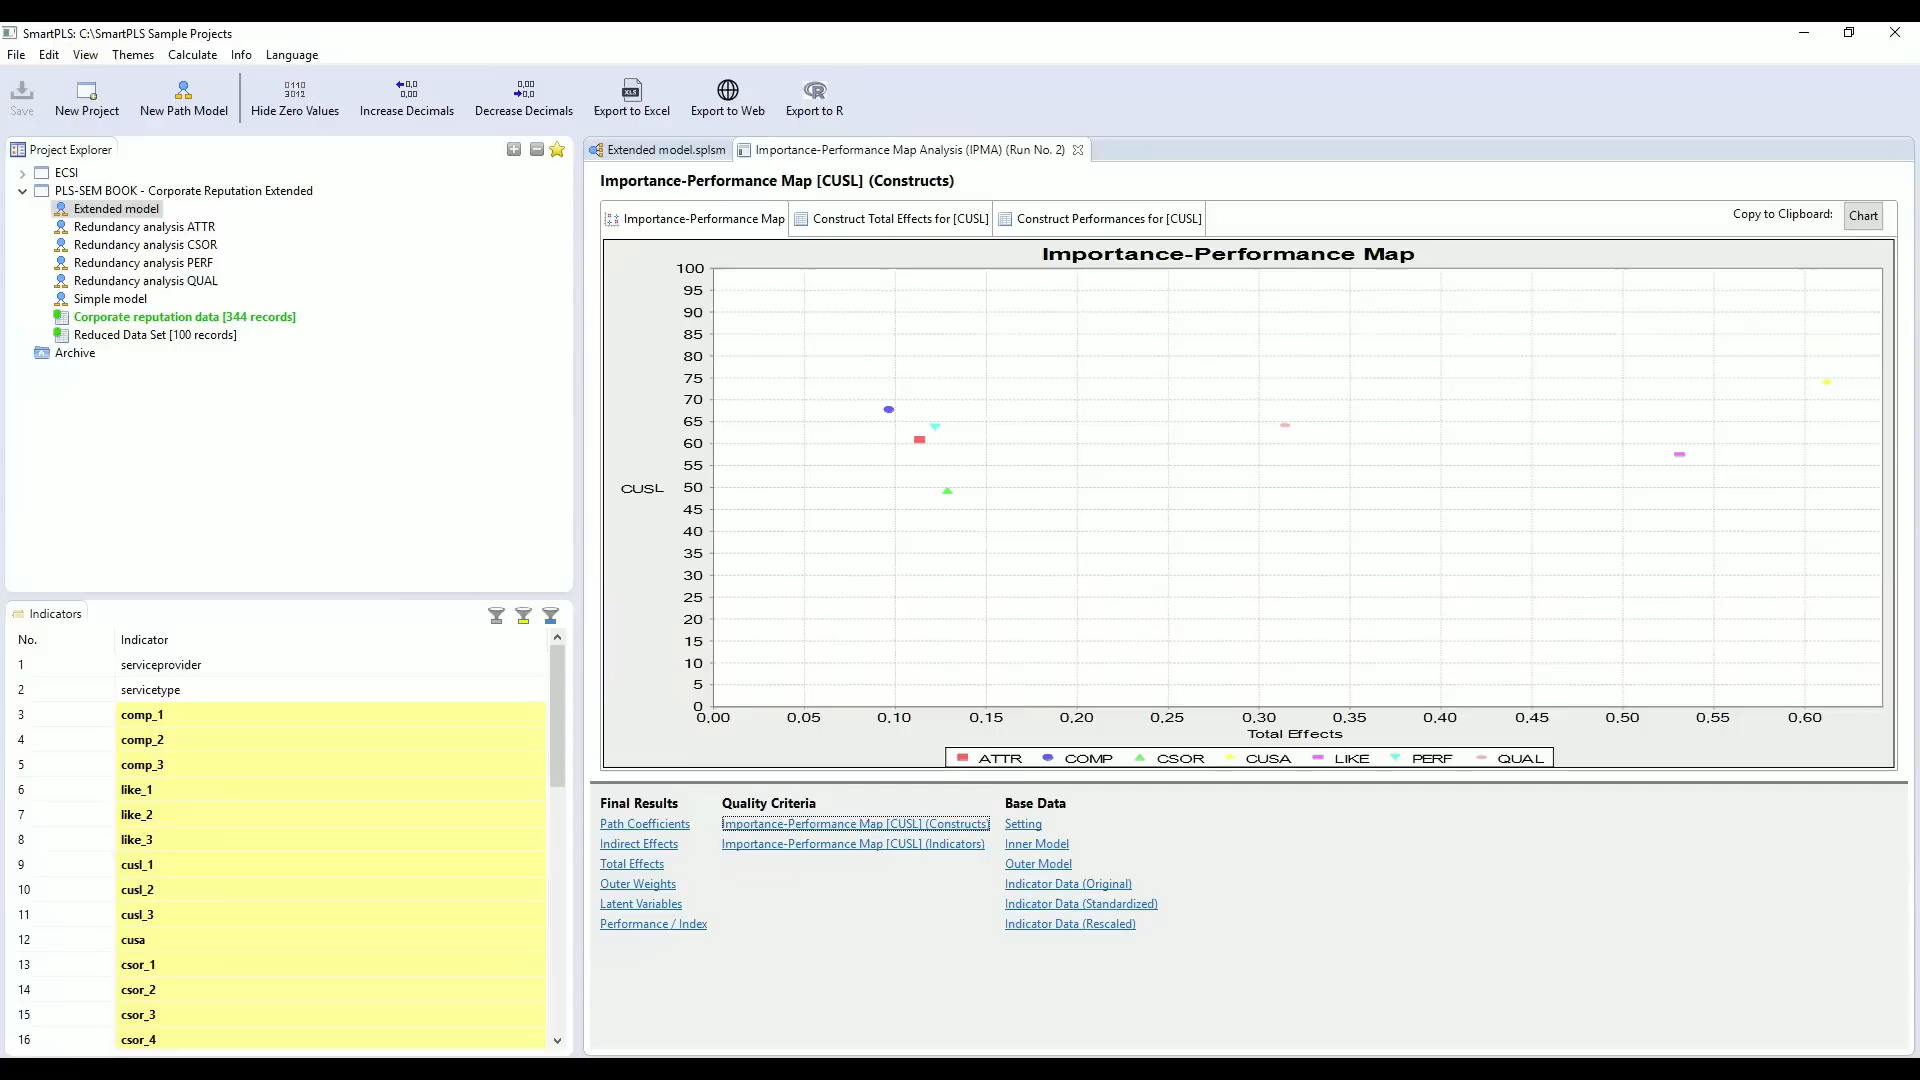 SmartPLS: C:\SmartPLS Sample Projects
File Edit View Themes Calculate Info Language
Save New Project New Path Model Hide Zero Values Increase Decimals Decrease Decimals Export to Excel Export to Web Export to R
Project Explorer
ECSI
PLS-SEM BOOK - Corporate Reputation Extended
Extended model
Redundancy analysis ATTR
Redundancy analysis CSOR
Redundancy analysis PERF
Redundancy analysis QUAL
Simple model
Corporate reputation data [344 records]
Reduced Data Set [100 records]
Archive
Indicators
No. Indicator
1 serviceprovider
2 servicetype
3 comp_1
4 comp_2
5 comp_3
6 like_1
7 like_2
8 like_3
9 cusl_1
10 cusl_2
11 cusl_3
12 cusa
13 csor_1
14 csor_2
15 csor_3
16 csor_4
Extended model.splsm Importance-Performance Map Analysis (IPMA) (Run No. 2)
Importance-Performance Map [CUSL] (Constructs)
Importance-Performance Map Construct Total Effects for [CUSL] Construct Performances for [CUSL] Copy to Clipboard: Chart
Importance-Performance Map
100
95
90
85
80
75
70
65
60
55
CUSL 50
45
40
35
30
25
20
15
10
5
0
0,00 0,05 0,10 0,15 0,20 0,25 0,30 0,35 0,40 0,45 0,50 0,55 0,60
Total Effects
ATTR COMP CSOR CUSA LIKE PERF QUAL
Final Results Quality Criteria Base Data
Path Coefficients Importance-Performance Map [CUSL] (Constructs) Setting
Indirect Effects Importance-Performance Map [CUSL] (Indicators) Inner Model
Total Effects Outer Model
Outer Weights Indicator Data (Original)
Latent Variables Indicator Data (Standardized)
Performance / Index Indicator Data (Rescaled)